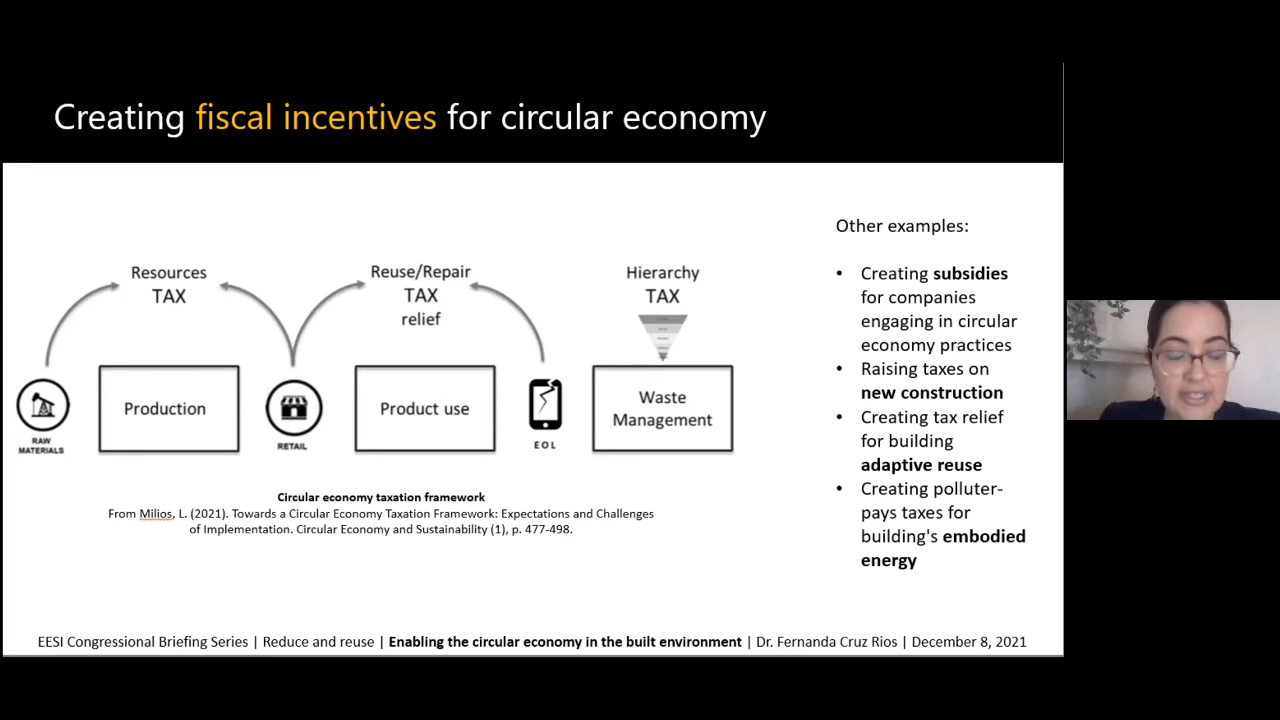 Creating fiscal incentives for circular economy
Resources
TAX
Reuse/Repair
TAX
relief
Hierarchy
TAX
RAW
MATERIALS
Production
RETAIL
Product use
EOL
Waste
Management
Circular economy taxation framework
From Milios, L. (2021). Towards a Circular Economy Taxation Framework: Expectations and Challenges
of Implementation. Circular Economy and Sustainability (1), p. 477-498.
Other examples:
• Creating subsidies
for companies
engaging in circular
economy practices
• Raising taxes on
new construction
• Creating tax relief
for building
adaptive reuse
• Creating polluter-
pays taxes for
building's embodied
energy
EESI Congressional Briefing Series | Reduce and reuse | Enabling the circular economy in the built environment | Dr. Fernanda Cruz Rios | December 8, 2021